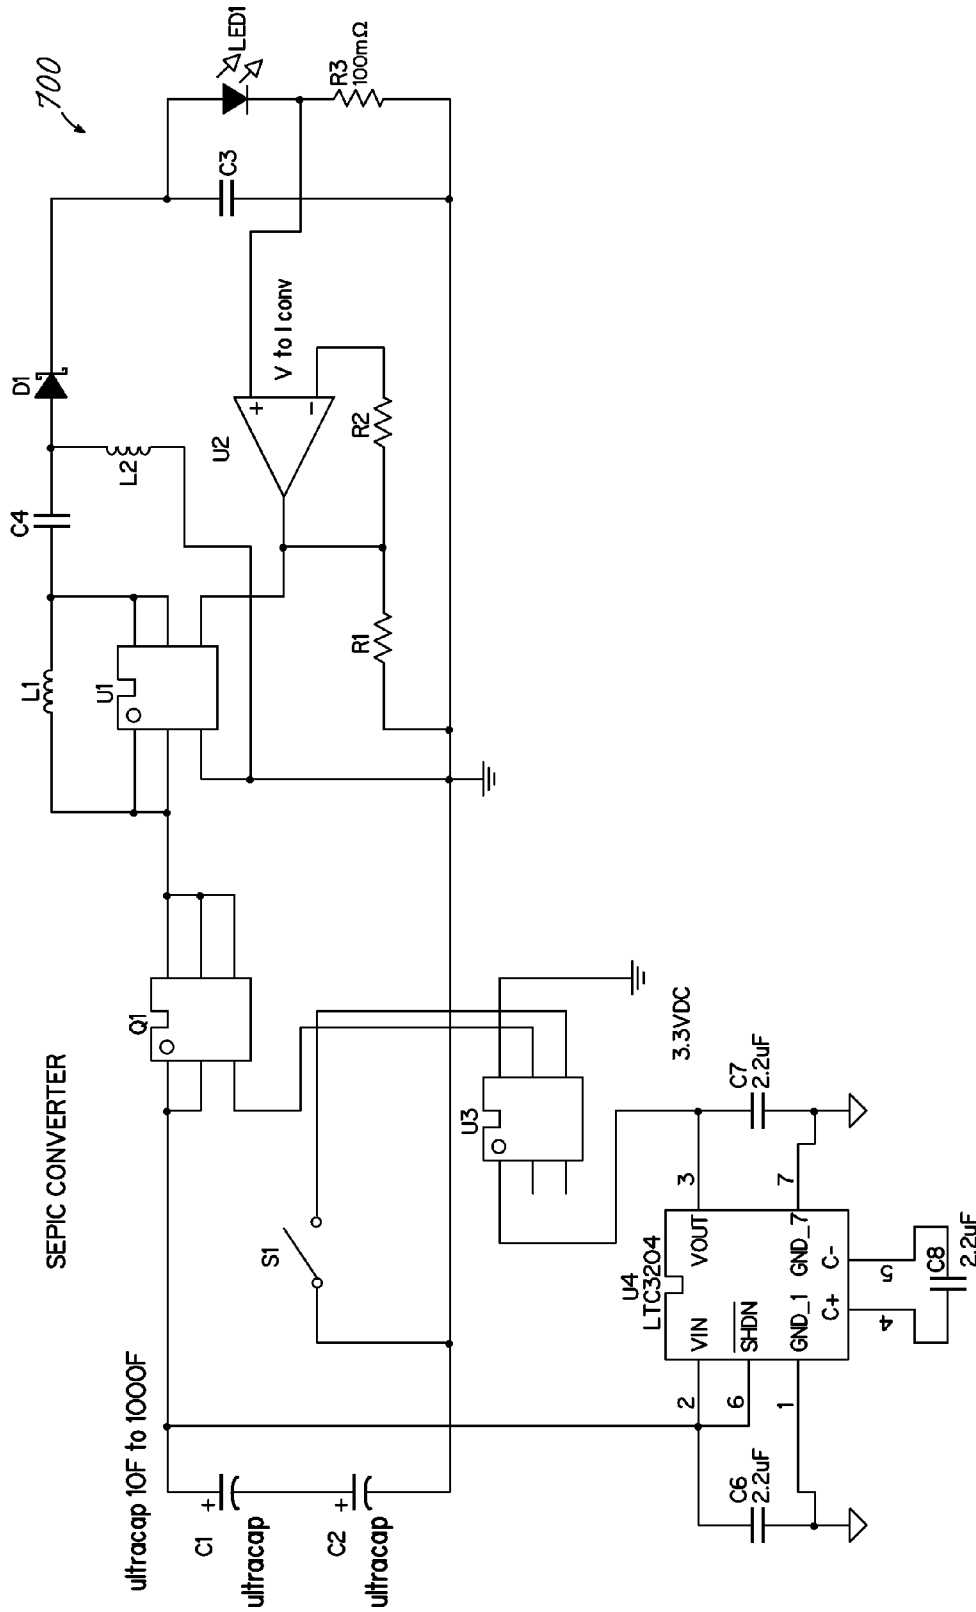 700
SEPIC CONVERTER
ultracap 10F to 1000F
C1
+
ultracap
C2
+
ultracap
S1
Q1
L1
U1
C4
L2
D1
U2
+
-
V to I conv
R1
R2
C3
LED1
R3
100mΩ
U3
3.3VDC
U4
LTC3204
VIN
SHDN
GND_1
C+
VOUT
GND_7
C-
2
6
1
4
3
7
5
C6
2.2uF
C7
2.2uF
C8
2.2uF